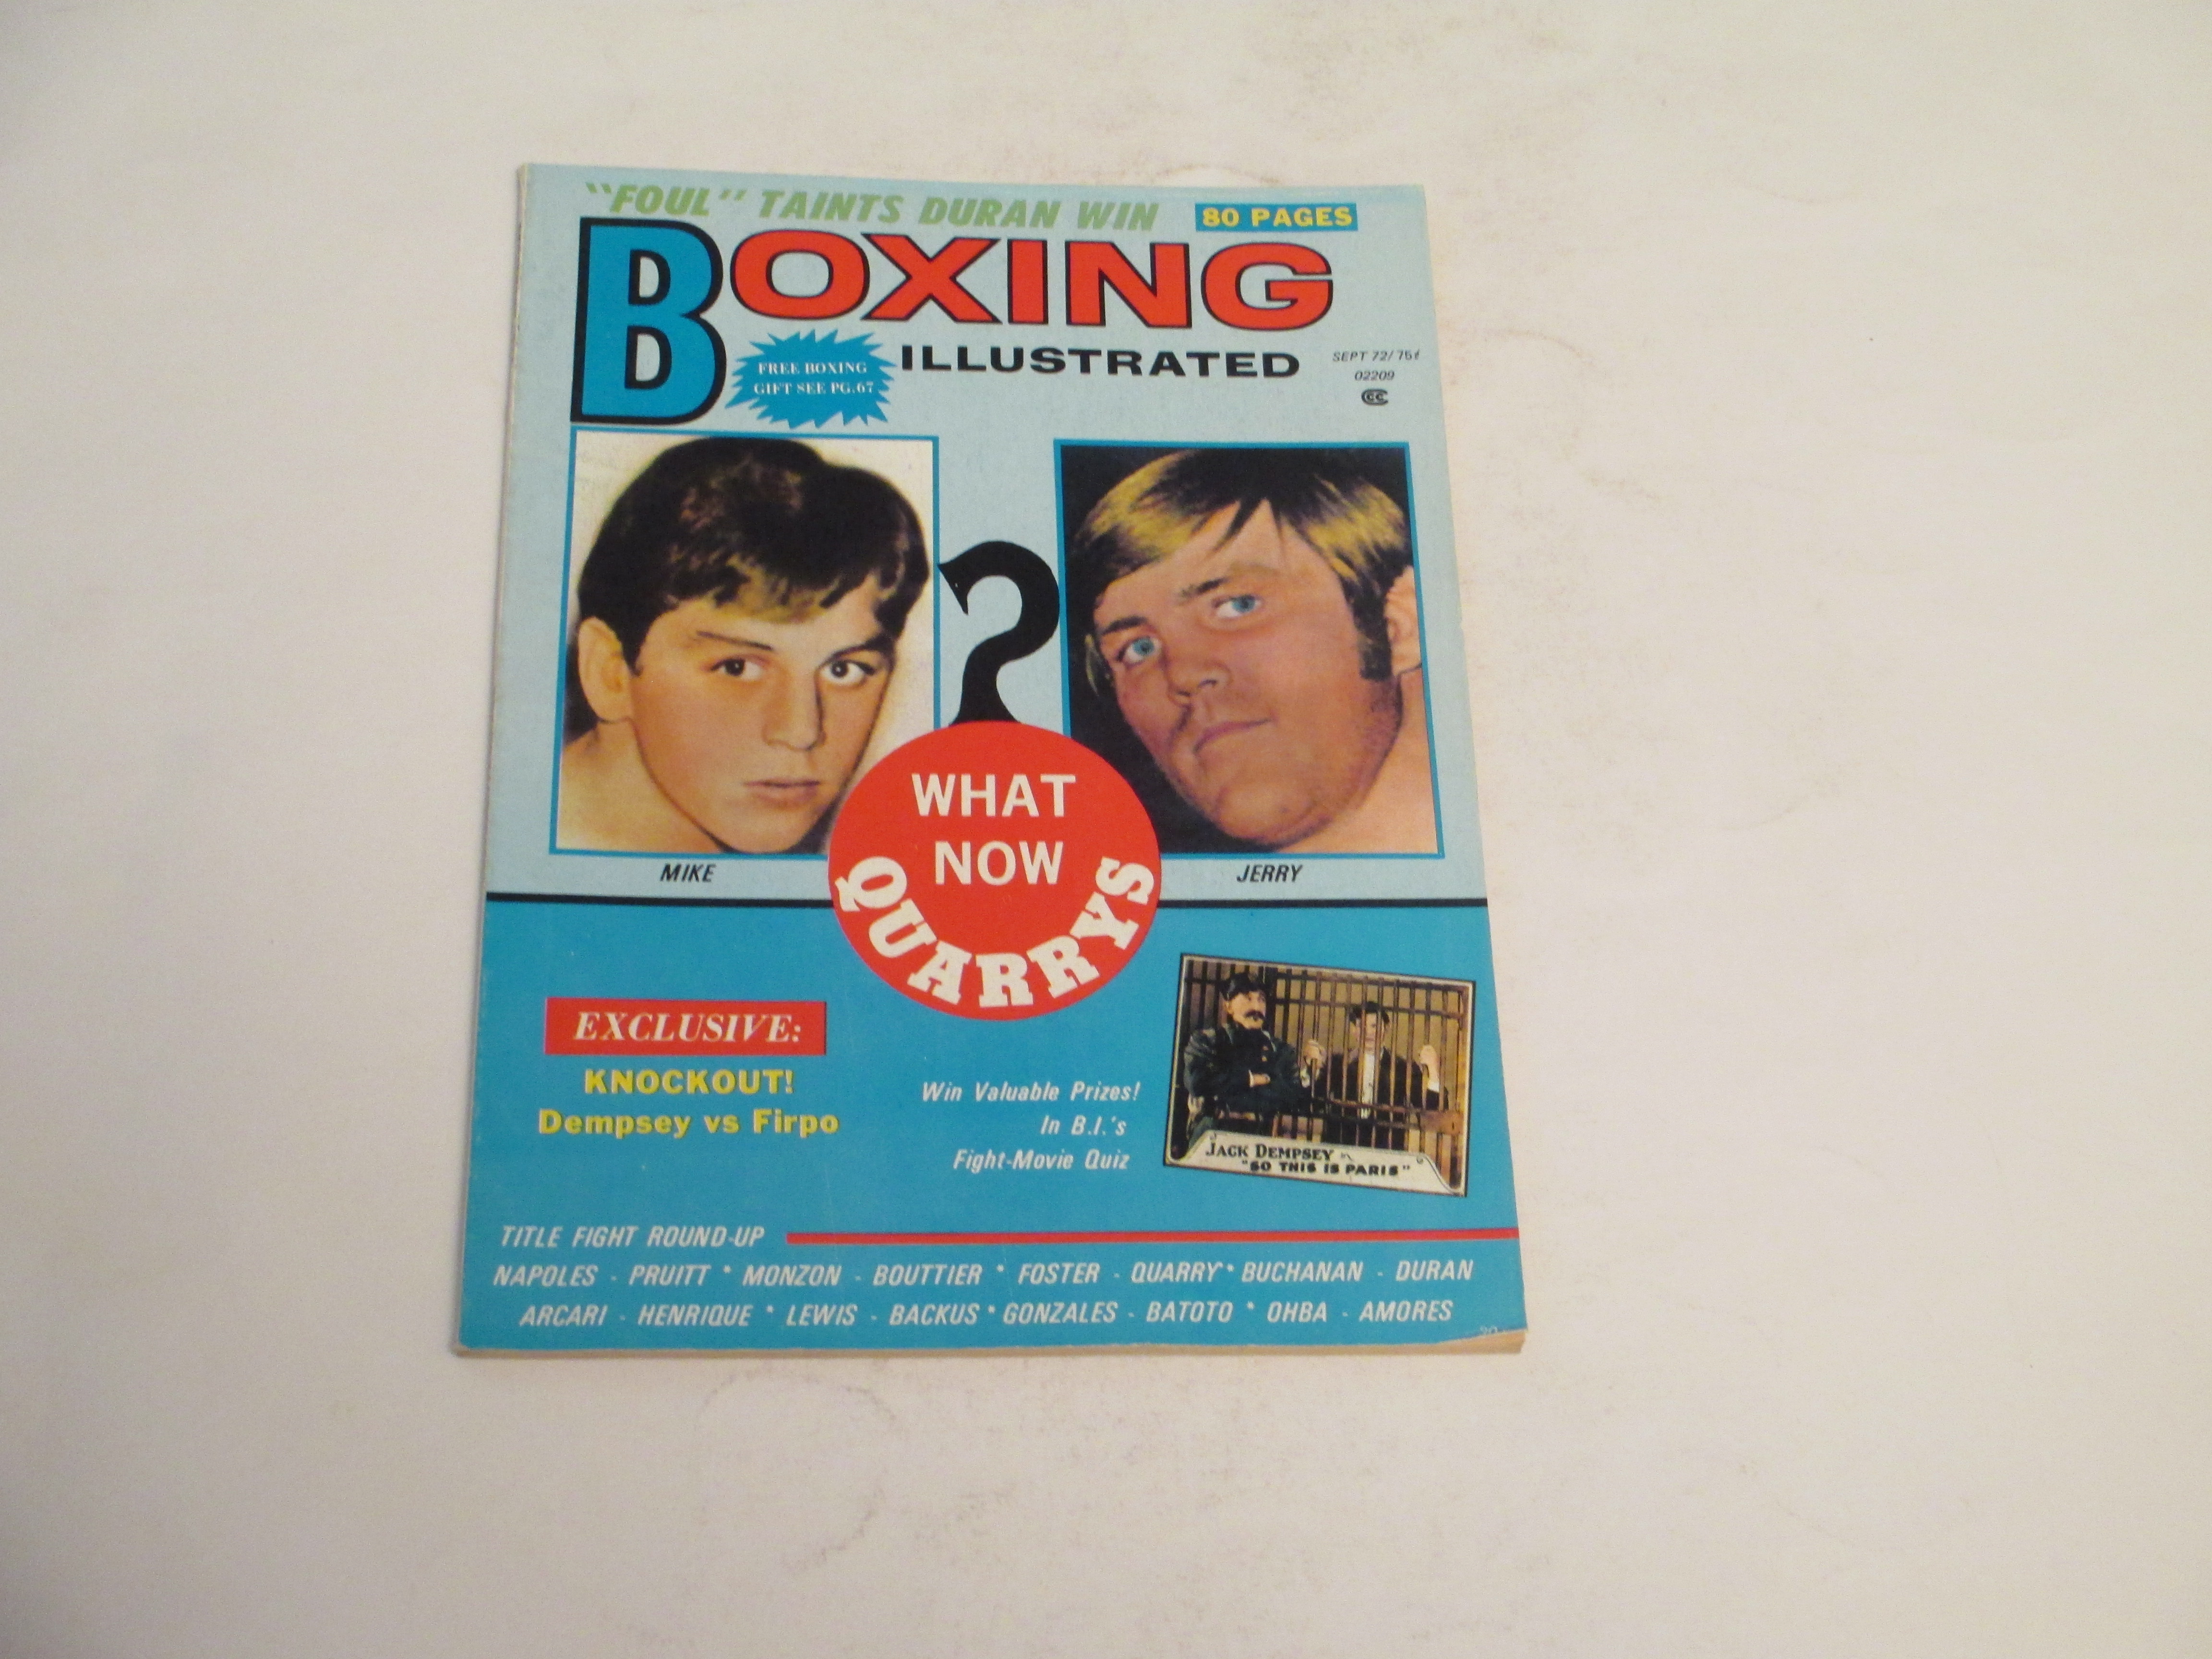 “FOUL” TAINTS DURAN WIN
80 PAGES
BOXING
ILLUSTRATED
FREE BOXING
GIFT SEE PG.67
SEPT 72/75¢
02209
CC
MIKE
JERRY
WHAT
NOW
QUARRYS
?
EXCLUSIVE:
KNOCKOUT!
Dempsey vs Firpo
Win Valuable Prizes!
In B.I.'s
Fight-Movie Quiz
JACK DEMPSEY in
"SO THIS IS PARIS"
TITLE FIGHT ROUND-UP
NAPOLES - PRUITT * MONZON - BOUTTIER * FOSTER - QUARRY * BUCHANAN - DURAN
ARCARI - HENRIQUE * LEWIS - BACKUS * GONZALES - BATOTO * OHBA - AMORES